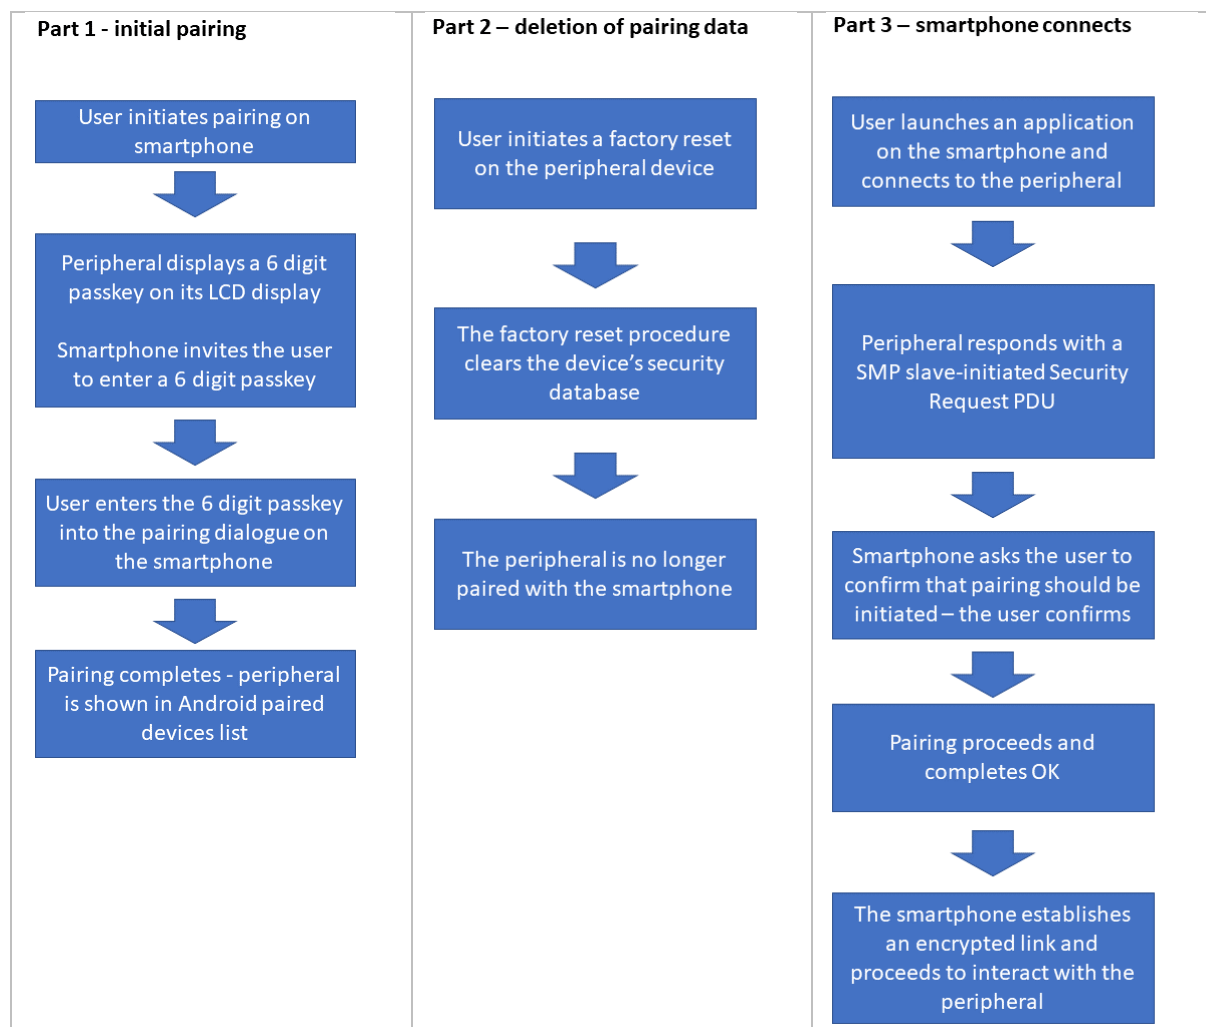 Part 1 - initial pairing
User initiates pairing on
smartphone
Peripheral displays a 6 digit
passkey on its LCD display
Smartphone invites the user
to enter a 6 digit passkey
User enters the 6 digit passkey
into the pairing dialogue on
the smartphone
Pairing completes - peripheral
is shown in Android paired
devices list
Part 2 – deletion of pairing data
User initiates a factory reset
on the peripheral device
The factory reset procedure
clears the device’s security
database
The peripheral is no longer
paired with the smartphone
Part 3 – smartphone connects
User launches an application
on the smartphone and
connects to the peripheral
Peripheral responds with a
SMP slave-initiated Security
Request PDU
Smartphone asks the user to
confirm that pairing should be
initiated – the user confirms
Pairing proceeds and
completes OK
The smartphone establishes
an encrypted link and
proceeds to interact with the
peripheral